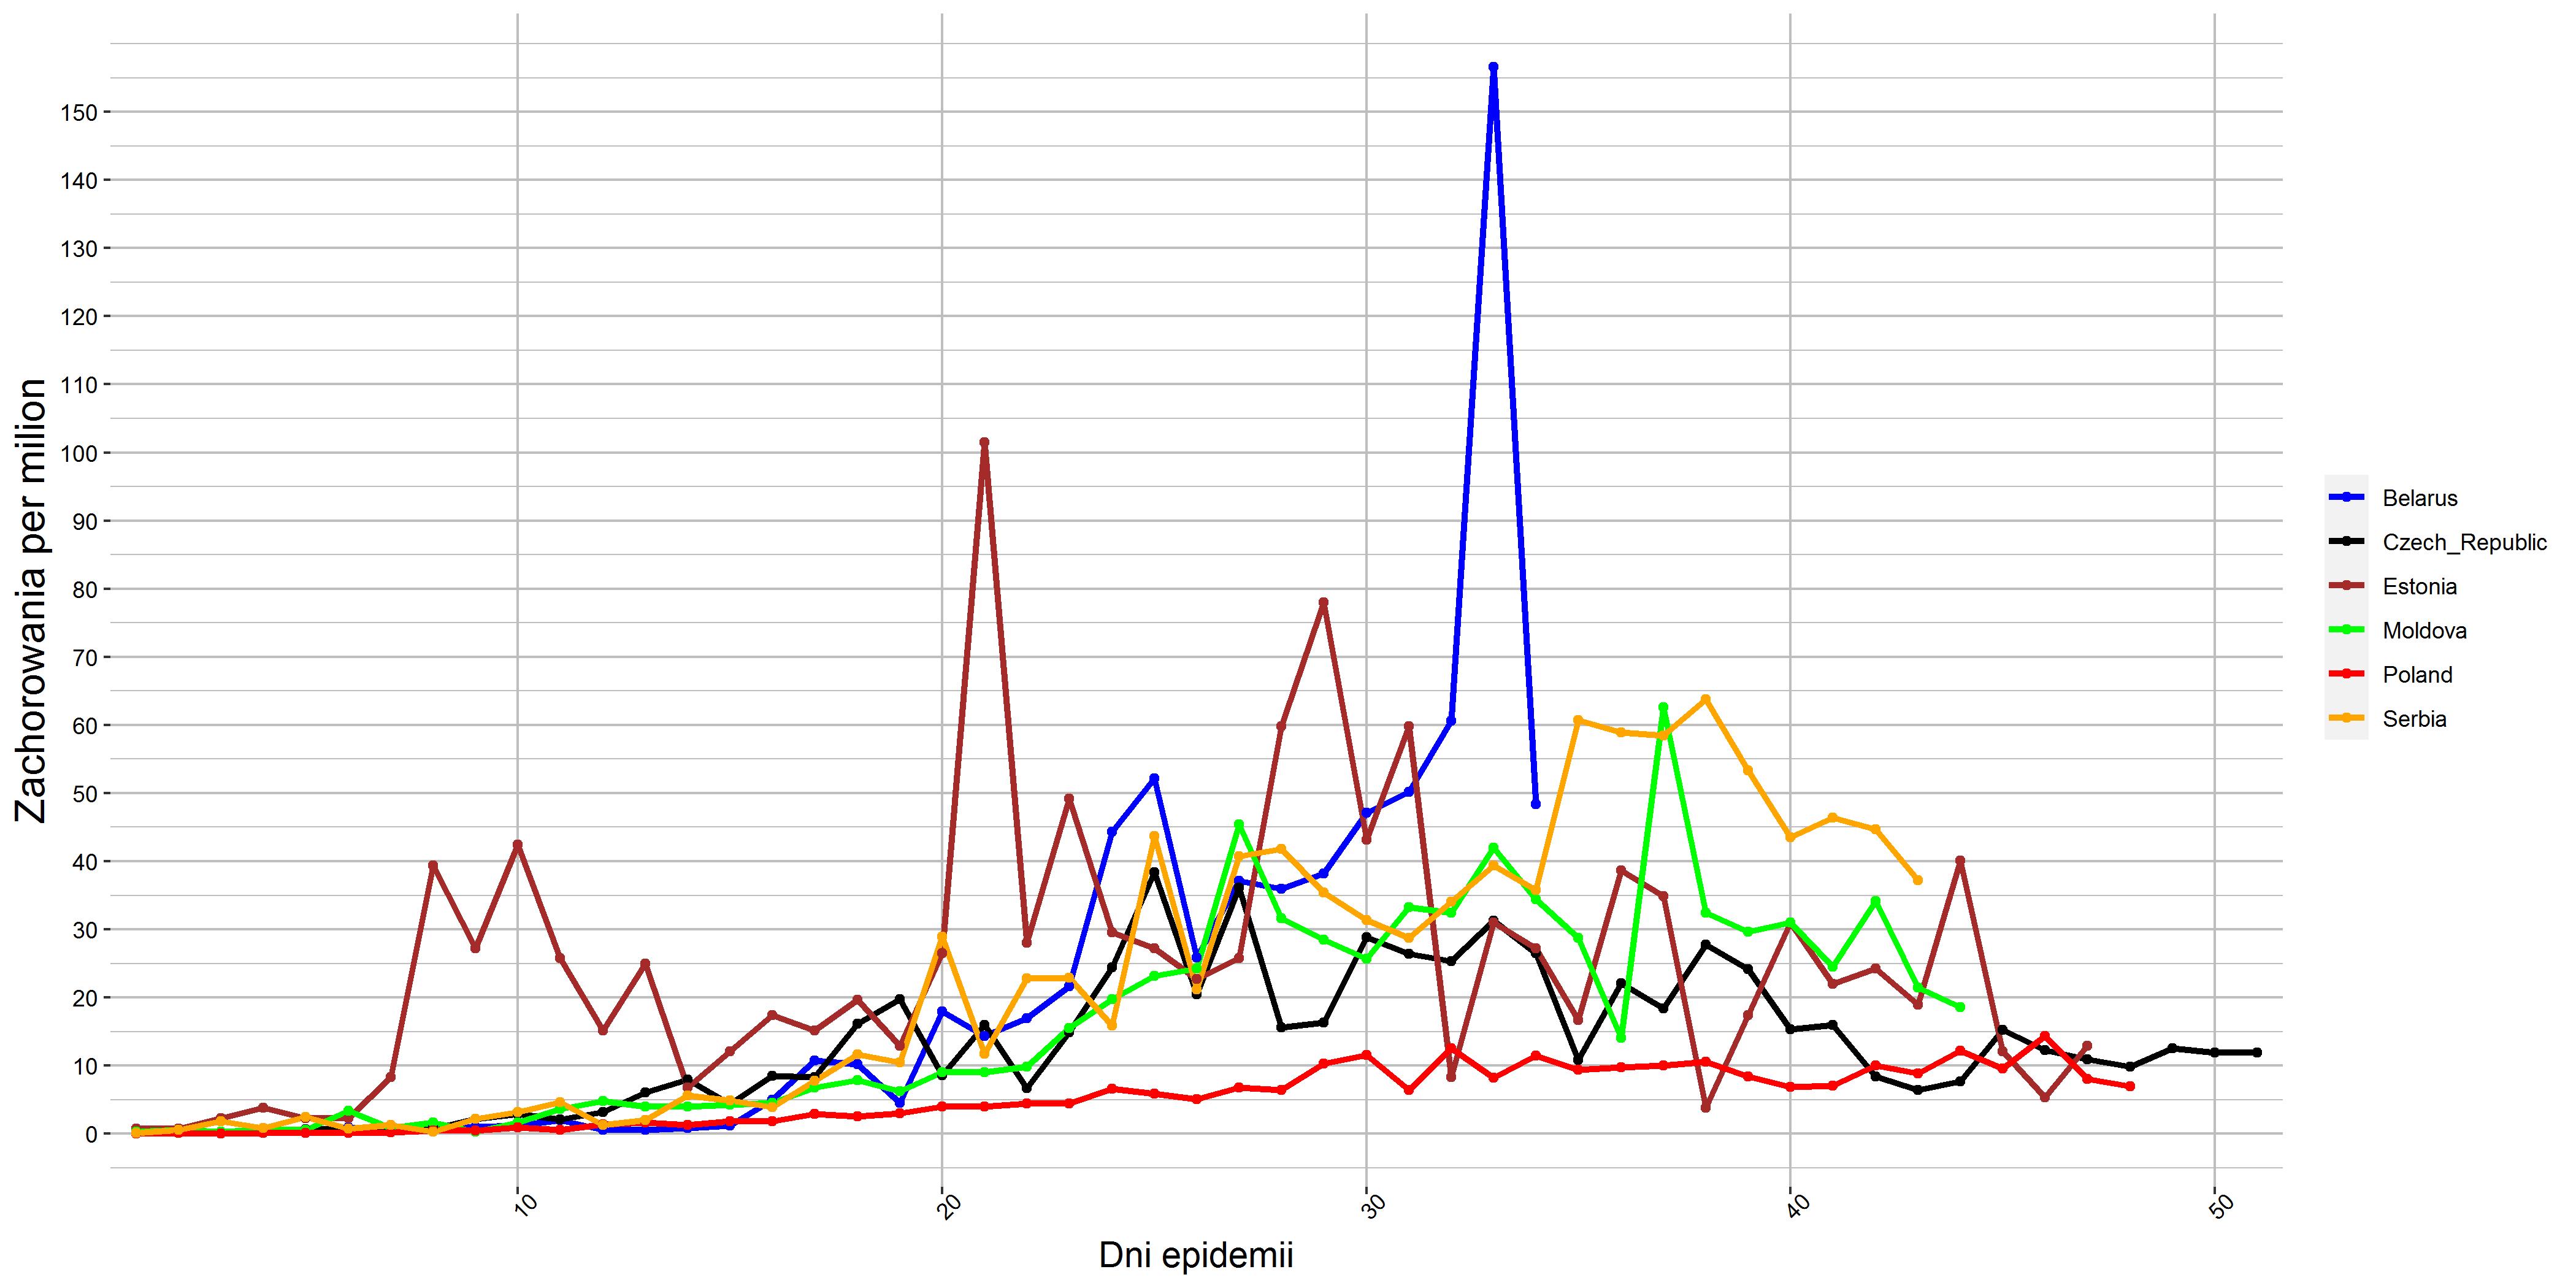 Zachorowania per milion
150
140
130
120
110
100
90
80
70
60
50
40
30
20
10
0
10
20
30
40
50
Dni epidemii
Belarus
Czech_Republic
Estonia
Moldova
Poland
Serbia